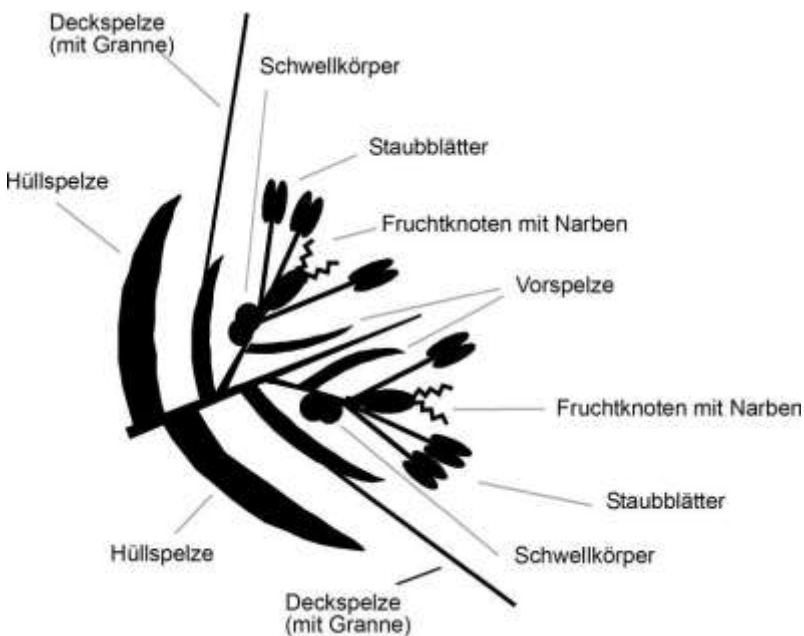 Deckspelze
(mit Granne)
Schwellkörper
Staubblätter
Hüllspelze
Fruchtknoten mit Narben
Vorspelze
Fruchtknoten mit Narben
Staubblätter
Hüllspelze
Schwellkörper
Deckspelze
(mit Granne)